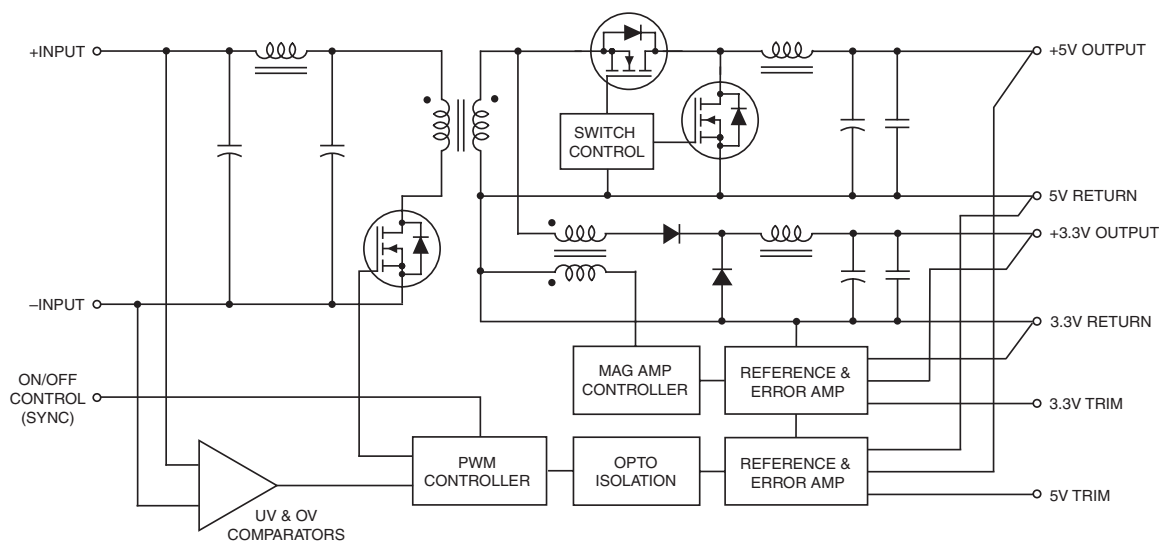 +INPUT
+5V OUTPUT
SWITCH
CONTROL
5V RETURN
+3.3V OUTPUT
–INPUT
3.3V RETURN
ON/OFF
CONTROL
(SYNC)
MAG AMP
CONTROLLER
REFERENCE &
ERROR AMP
3.3V TRIM
PWM
CONTROLLER
OPTO
ISOLATION
REFERENCE &
ERROR AMP
5V TRIM
UV & OV
COMPARATORS